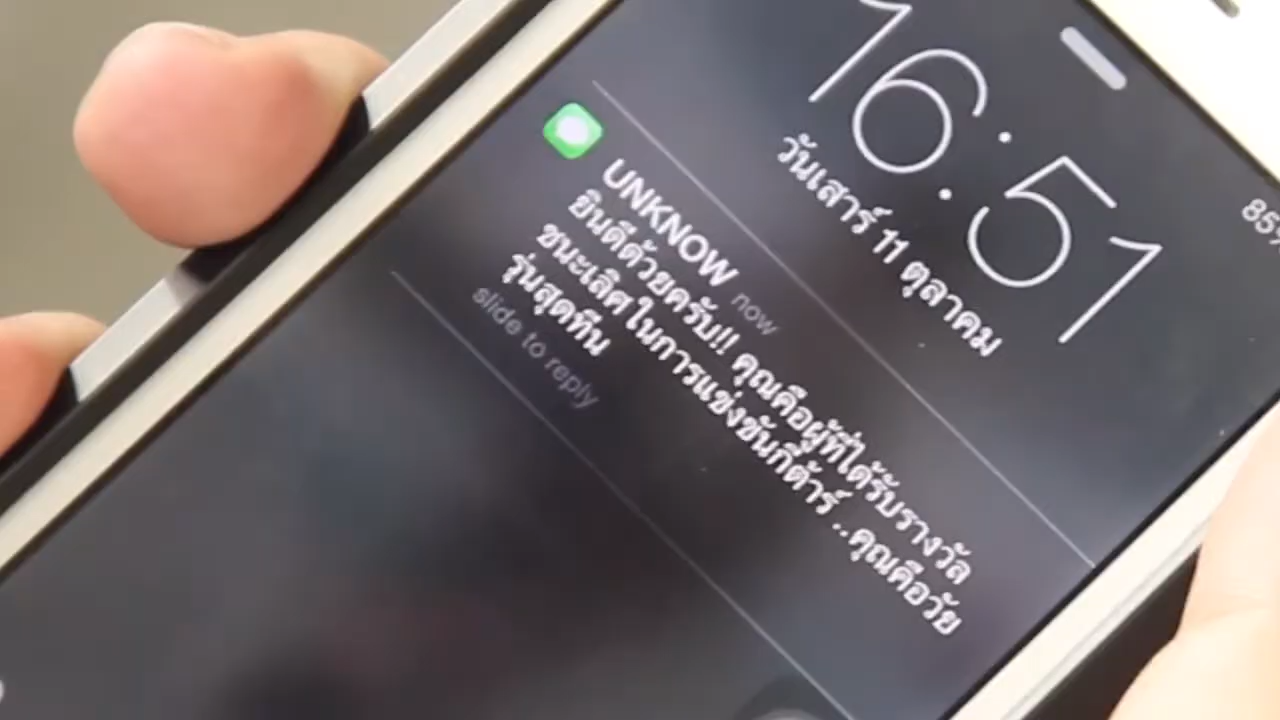 16:51
85%
วันเสาร์ 11 ตุลาคม
UNKNOW now
ยินดีด้วยครับ!! คุณคือผู้ที่ได้รับรางวัล
ชนะเลิศในการแข่งขันกีต้าร์ ..คุณคือวัย
รุ่นสุดทีน
slide to reply